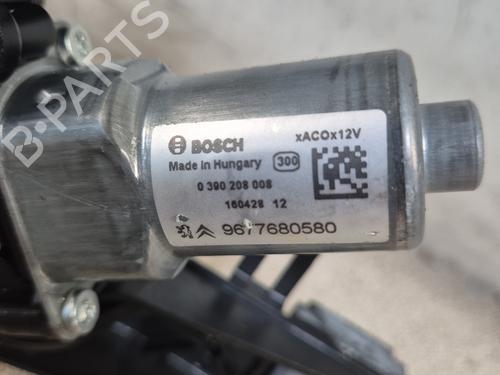 B-PARTS
BOSCH
xACOx12V
Made in Hungary
300
0 390 208 008
160428 12
9677680580